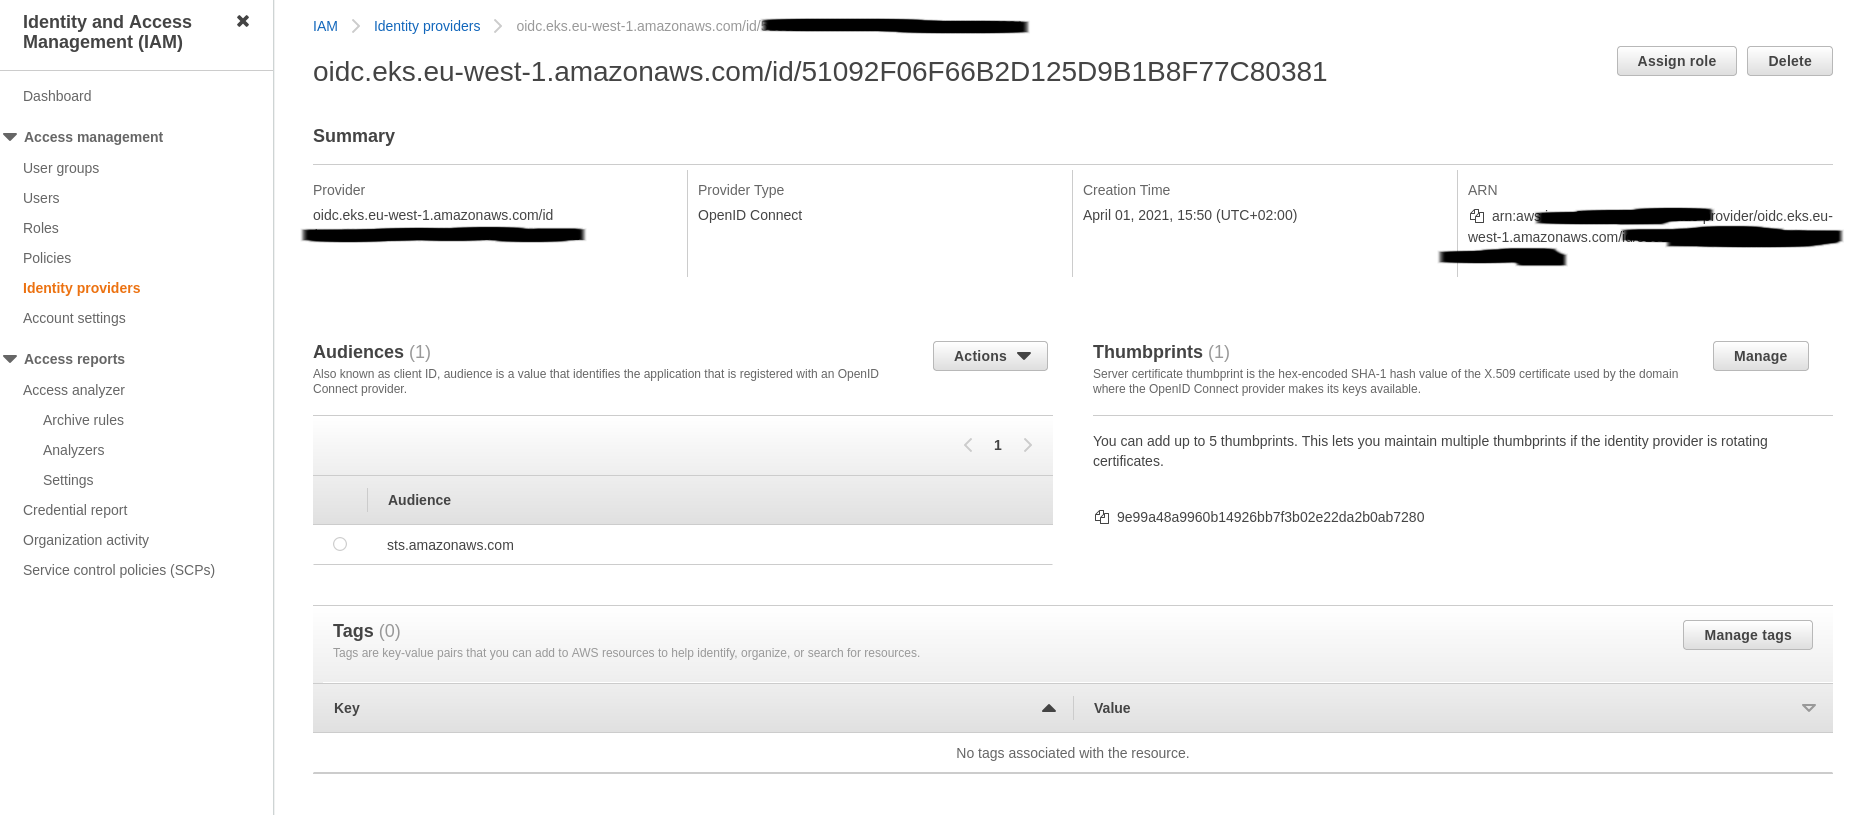 Identity and Access
Management (IAM)
Dashboard
Access management
User groups
Users
Roles
Policies
Identity providers
Account settings
Access reports
Access analyzer
Archive rules
Analyzers
Settings
Credential report
Organization activity
Service control policies (SCPs)
IAM
Identity providers
oidc.eks.eu-west-1.amazonaws.com/id/
oidc.eks.eu-west-1.amazonaws.com/id/51092F06F66B2D125D9B1B8F77C80381
Assign role
Delete
Summary
Provider
oidc.eks.eu-west-1.amazonaws.com/id
Provider Type
OpenID Connect
Creation Time
April 01, 2021, 15:50 (UTC+02:00)
ARN
arn:aws provider/oidc.eks.eu-
west-1.amazonaws.com/
Audiences (1)
Also known as client ID, audience is a value that identifies the application that is registered with an OpenID
Connect provider.
Actions
1
Audience
sts.amazonaws.com
Thumbprints (1)
Server certificate thumbprint is the hex-encoded SHA-1 hash value of the X.509 certificate used by the domain
where the OpenID Connect provider makes its keys available.
Manage
You can add up to 5 thumbprints. This lets you maintain multiple thumbprints if the identity provider is rotating
certificates.
9e99a48a9960b14926bb7f3b02e22da2b0ab7280
Tags (0)
Tags are key-value pairs that you can add to AWS resources to help identify, organize, or search for resources.
Manage tags
Key
Value
No tags associated with the resource.